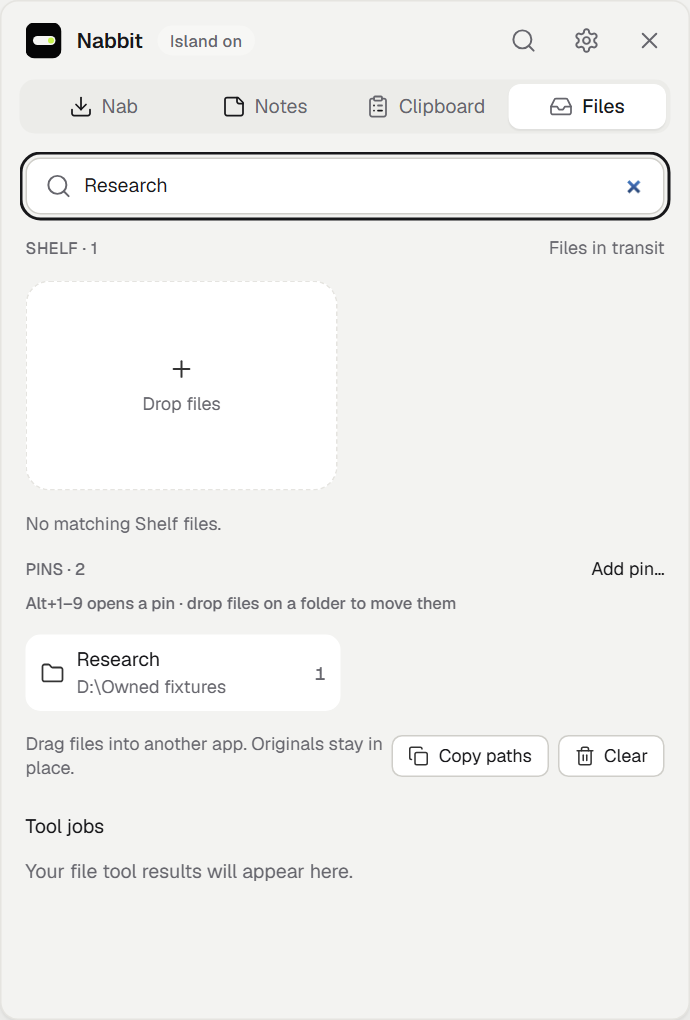 Nabbit
Island on
Nab
Notes
Clipboard
Files
Research
SHELF · 1
Files in transit
Drop files
No matching Shelf files.
PINS · 2
Add pin...
Alt+1–9 opens a pin · drop files on a folder to move them
Research
D:\Owned fixtures
1
Drag files into another app. Originals stay in
place.
Copy paths
Clear
Tool jobs
Your file tool results will appear here.